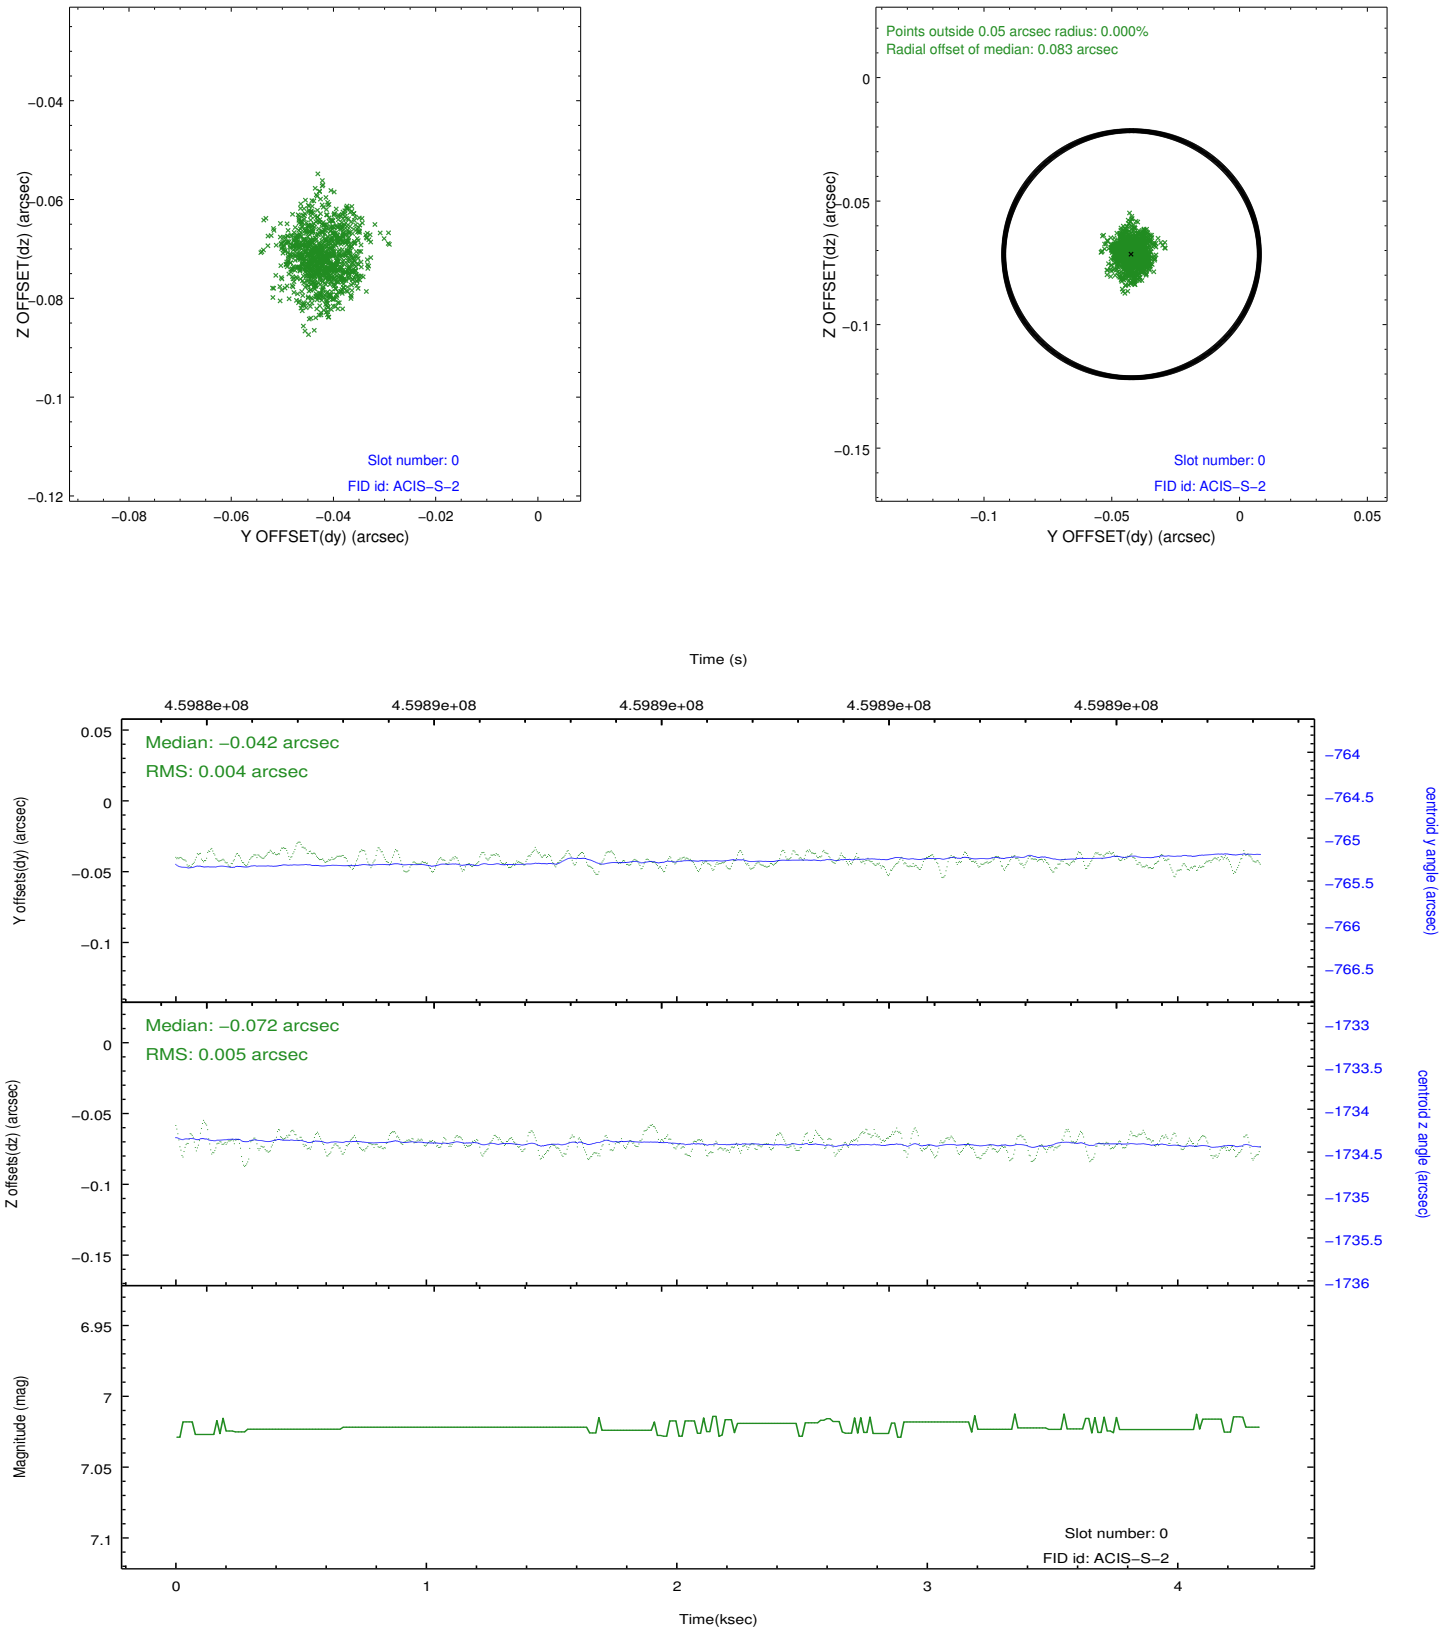 −0.04
−0.06
−0.08
−0.1
−0.12
Z OFFSET(dz) (arcsec)
Slot number: 0
FID id: ACIS−S−2
−0.08
−0.06
−0.04
−0.02
0
Y OFFSET(dy) (arcsec)
Points outside 0.05 arcsec radius: 0.000%
Radial offset of median: 0.083 arcsec
0
−0.05
−0.1
−0.15
Z OFFSET(dz) (arcsec)
Slot number: 0
FID id: ACIS−S−2
−0.1
−0.05
0
0.05
Y OFFSET(dy) (arcsec)
Time (s)
4.5988e+08
4.5989e+08
4.5989e+08
4.5989e+08
4.5989e+08
Median: −0.042 arcsec
RMS: 0.004 arcsec
0.05
0
−0.05
−0.1
Y offsets(dy) (arcsec)
−764
−764.5
−765
−765.5
−766
−766.5
centroid y angle (arcsec)
Median: −0.072 arcsec
RMS: 0.005 arcsec
0
−0.05
−0.1
−0.15
Z offsets(dz) (arcsec)
−1733
−1733.5
−1734
−1734.5
−1735
−1735.5
−1736
centroid z angle (arcsec)
6.95
7
7.05
7.1
Magnitude (mag)
Slot number: 0
FID id: ACIS−S−2
0
1
2
3
4
Time(ksec)